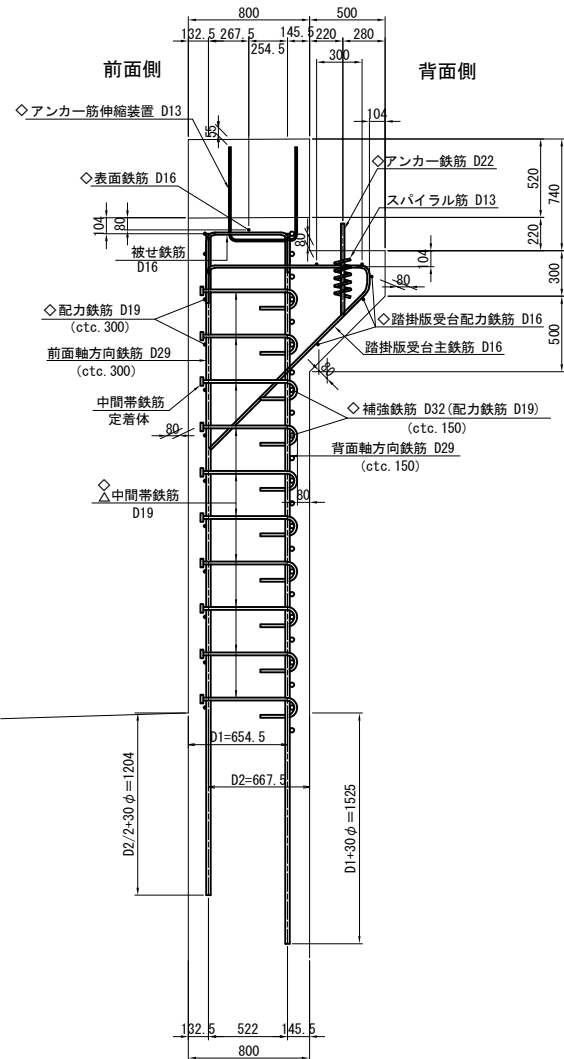 800
500
132.5
267.5
145.5
220
280
254.5
300
前面側
背面側
104
◇アンカー筋伸縮装置 D13
55
◇アンカー鉄筋 D22
520
740
◇表面鉄筋 D16
スパイラル筋 D13
104
80
80
220
被せ鉄筋
D16
104
300
80
◇配力鉄筋 D19
(ctc.300)
◇踏掛版受台配力鉄筋 D16
前面軸方向鉄筋 D29
(ctc.300)
踏掛版受台主鉄筋 D16
500
80
中間帯鉄筋
定着体
◇補強鉄筋 D32(配力鉄筋 D19)
(ctc.150)
80
背面軸方向鉄筋 D29
(ctc.150)
◇
△中間帯鉄筋
D19
80
D1=654.5
D2=667.5
D2/2+30φ=1204
D1+30φ=1525
132.5
522
145.5
800